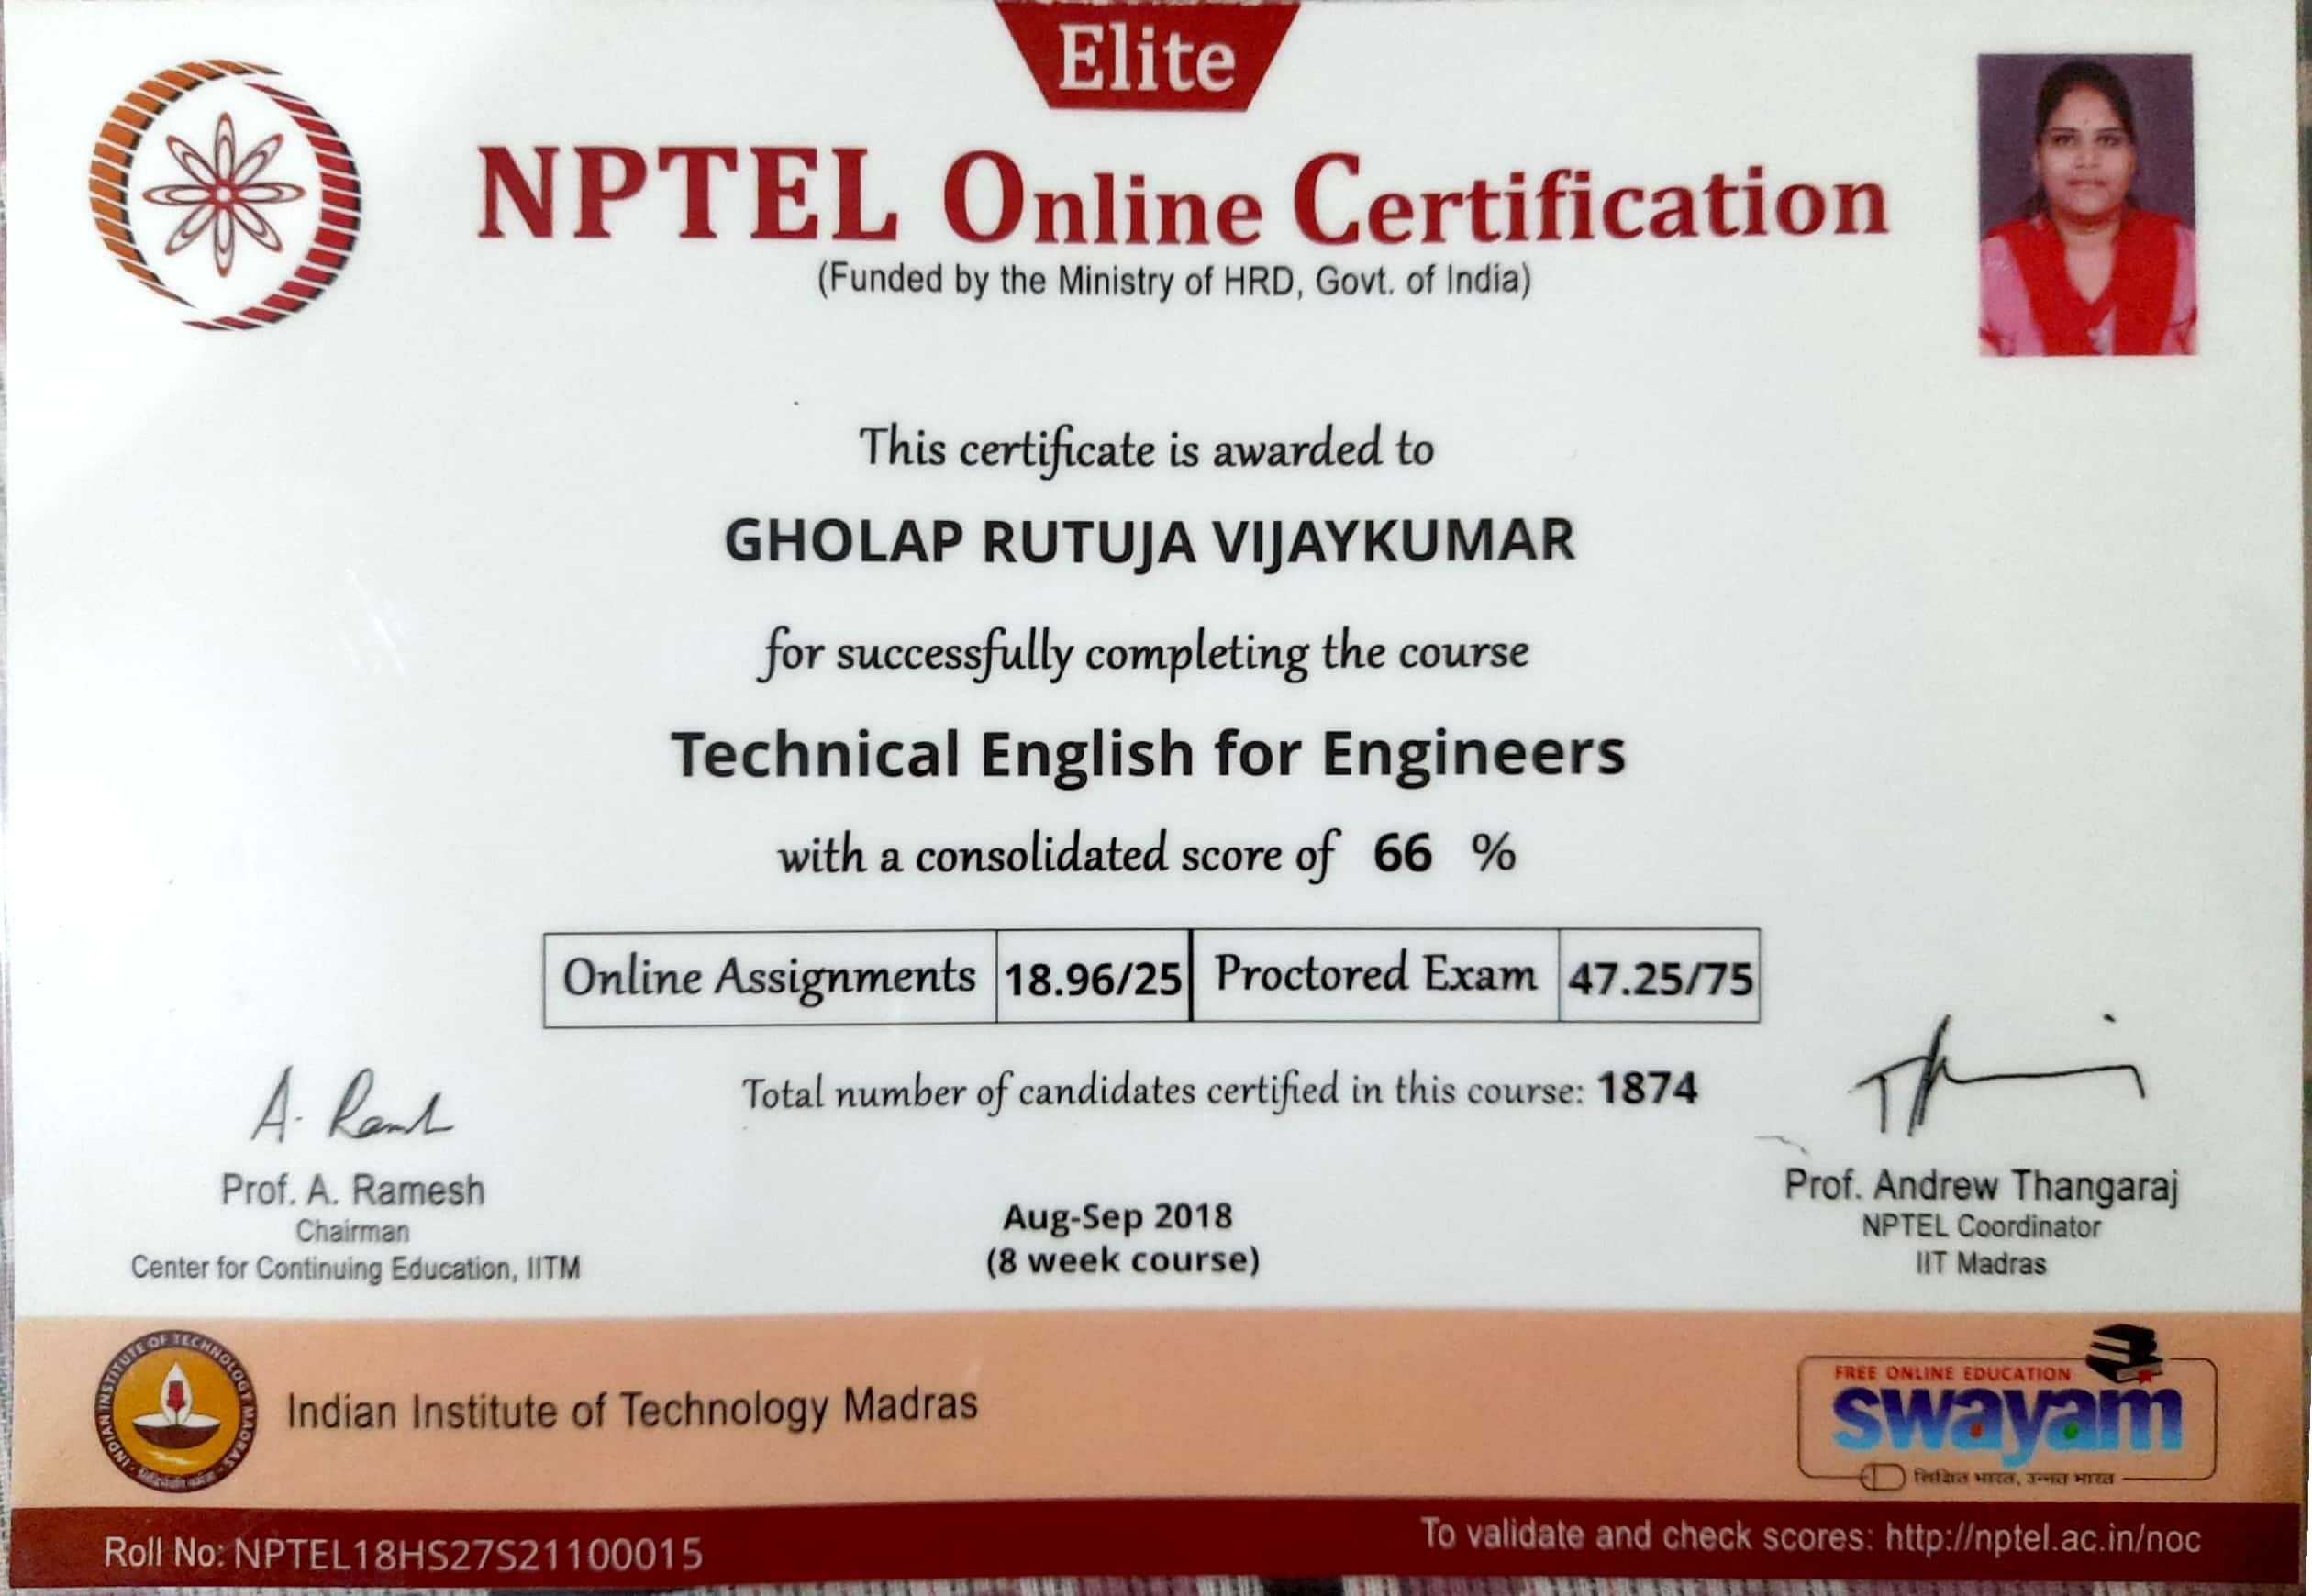 Elite
NPTEL Online Certification
(Funded by the Ministry of HRD, Govt. of India)
This certificate is awarded to
GHOLAP RUTUJA VIJAYKUMAR
for successfully completing the course
Technical English for Engineers
with a consolidated score of 66 %
Online Assignments 18.96/25 Proctored Exam 47.25/75
Total number of candidates certified in this course: 1874
A. Ramesh
Prof. A. Ramesh
Chairman
Center for Continuing Education, IITM
Aug-Sep 2018
(8 week course)
Prof. Andrew Thangaraj
NPTEL Coordinator
IIT Madras
INDIAN INSTITUTE OF TECHNOLOGY MADRAS
Indian Institute of Technology Madras
FREE ONLINE EDUCATION
swayam
शिक्षित भारत, उन्नत भारत
Roll No: NPTEL18HS27S21100015
To validate and check scores: http://nptel.ac.in/noc